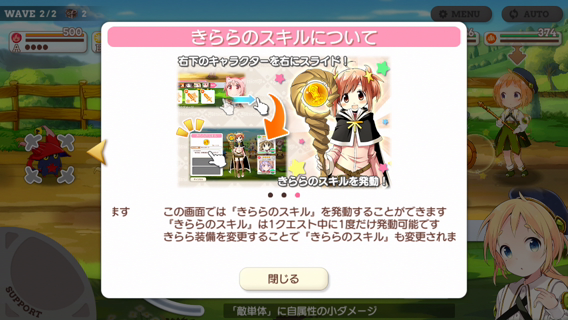 WAVE 2/2
2
500
MENU
AUTO
374
きららのスキルについて
右下のキャラクターを右にスライド！
きららのスキルを発動！
ます
この画面では「きららのスキル」を発動することができます
「きららのスキル」は1クエスト中に1度だけ発動可能です
きらら装備を変更することで「きららのスキル」も変更されま
閉じる
SUPPORT
「敵単体」に自属性の小ダメージ